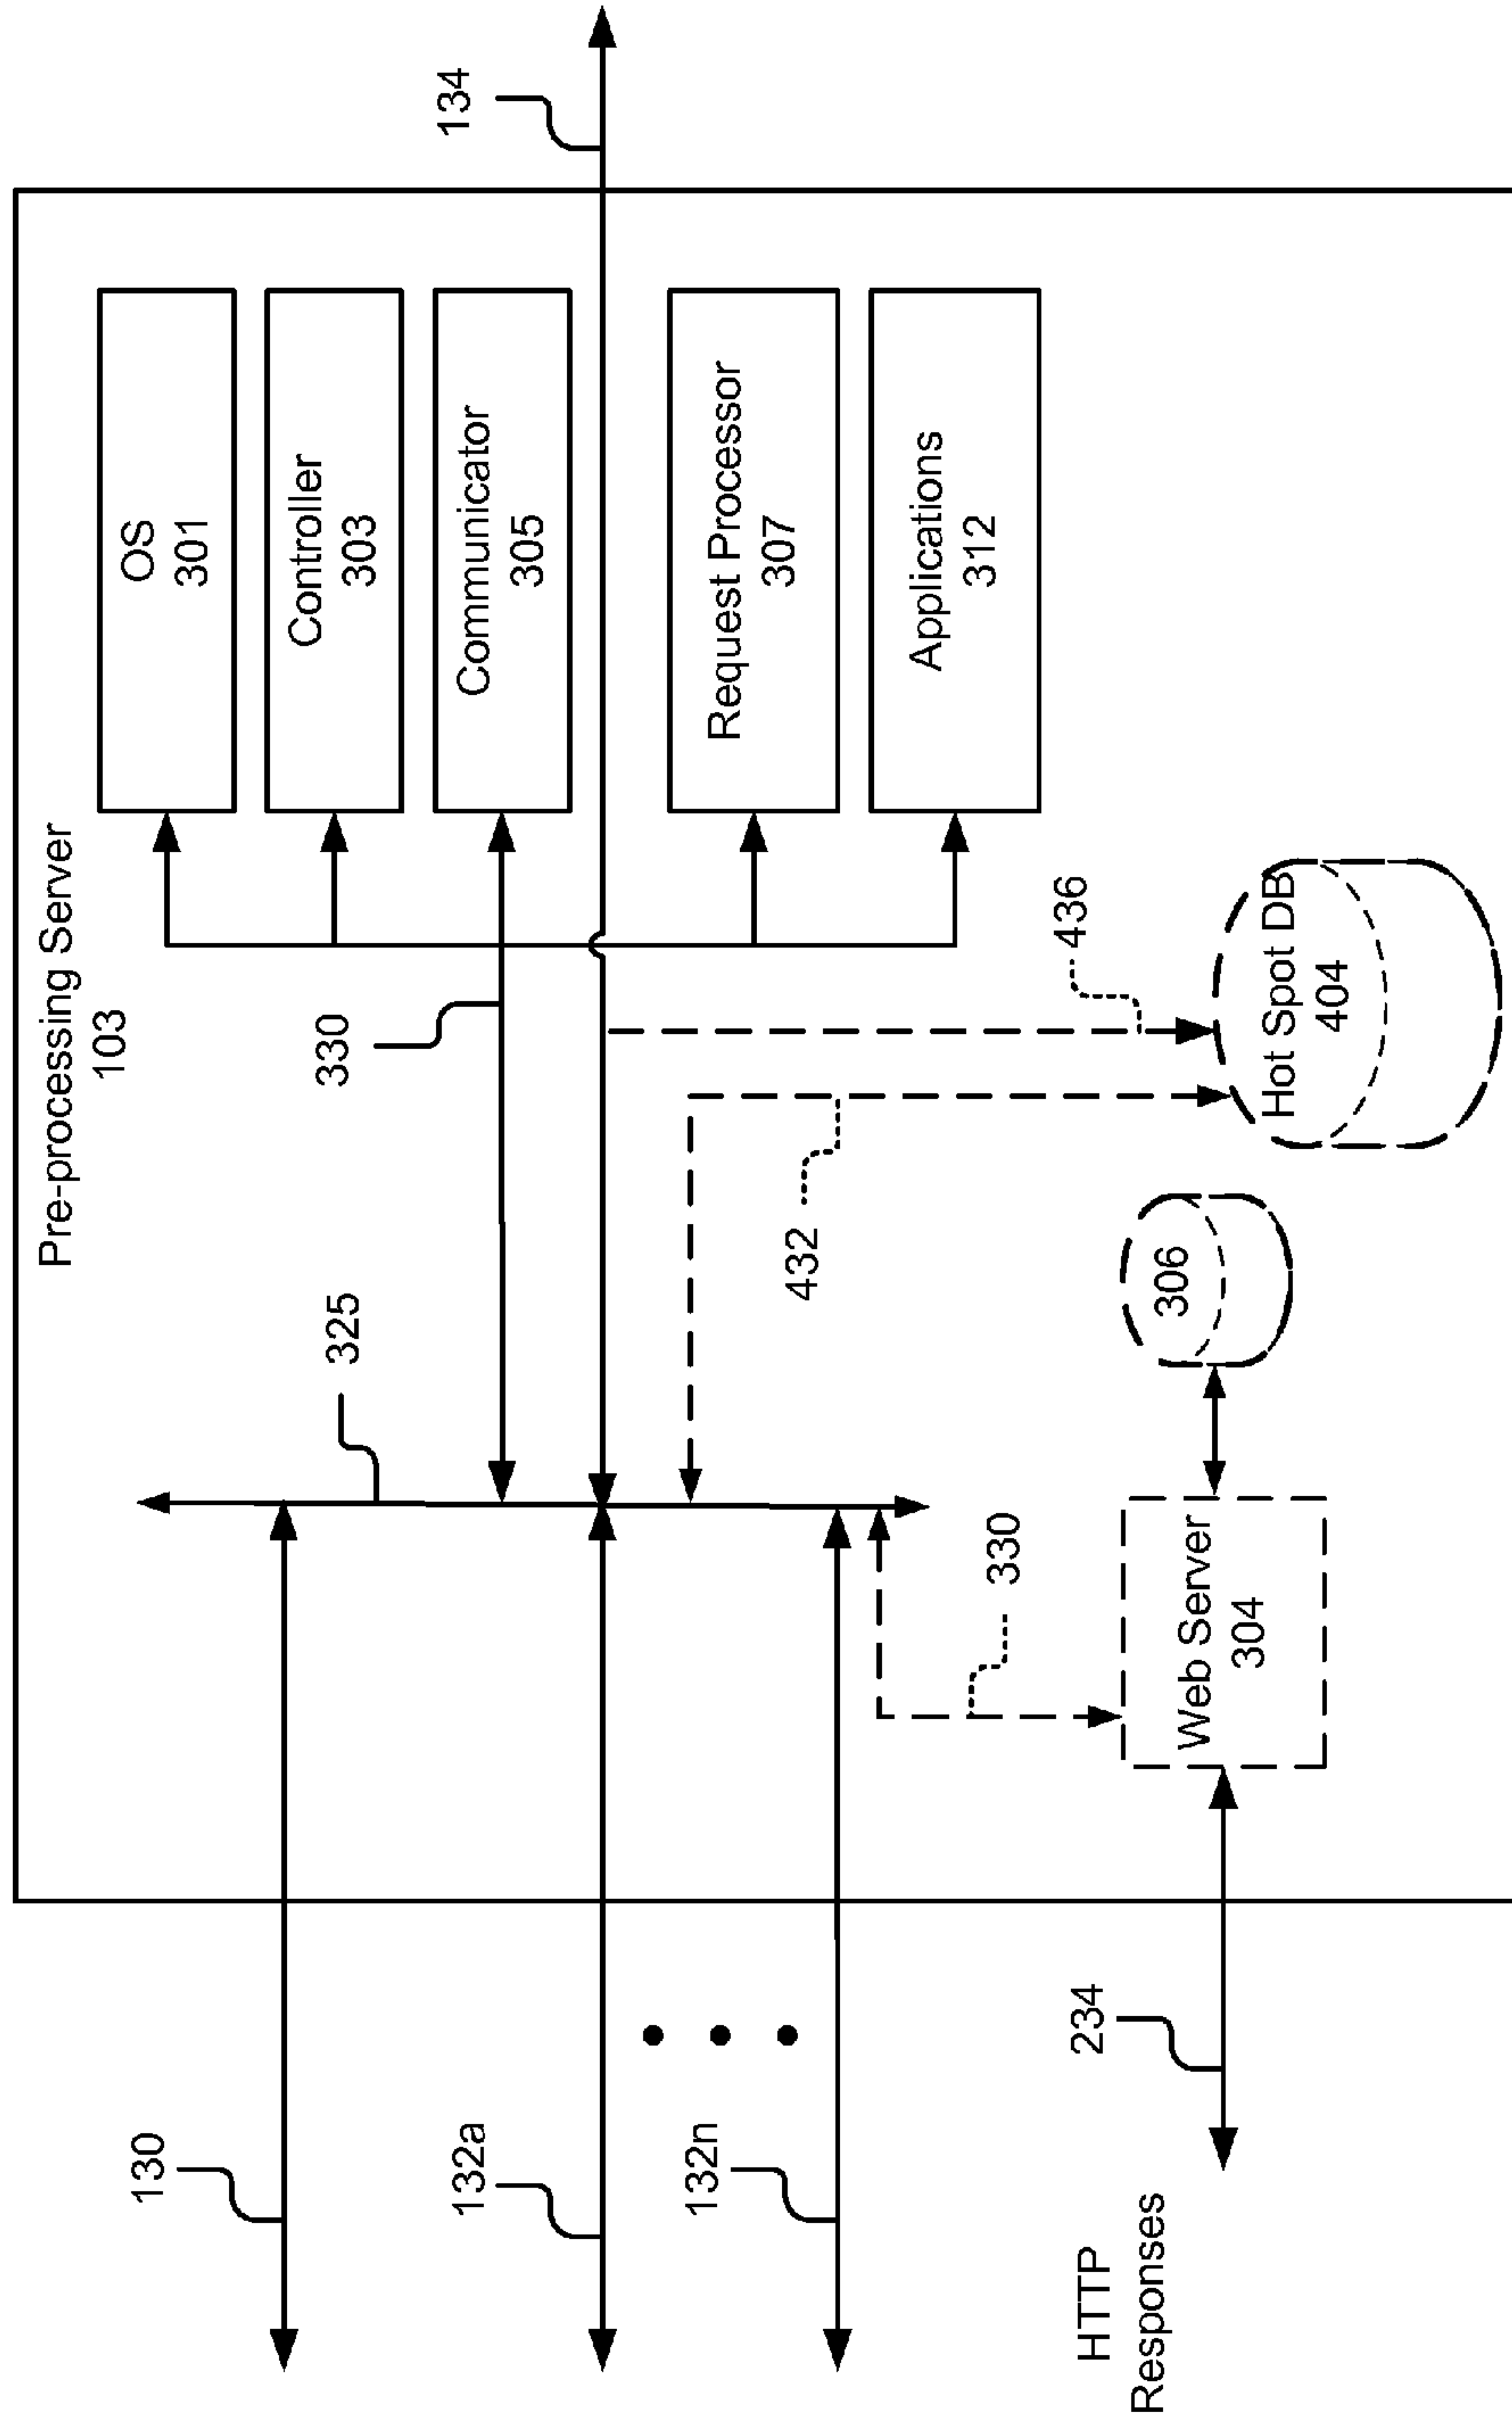 Pre-processing Server
103
OS
301
Controller
303
Communicator
305
Request Processor
307
Applications
312
134
330
325
130
132a
132n
432
436
Hot Spot DB
404
306
330
Web Server
304
234
HTTP
Responses